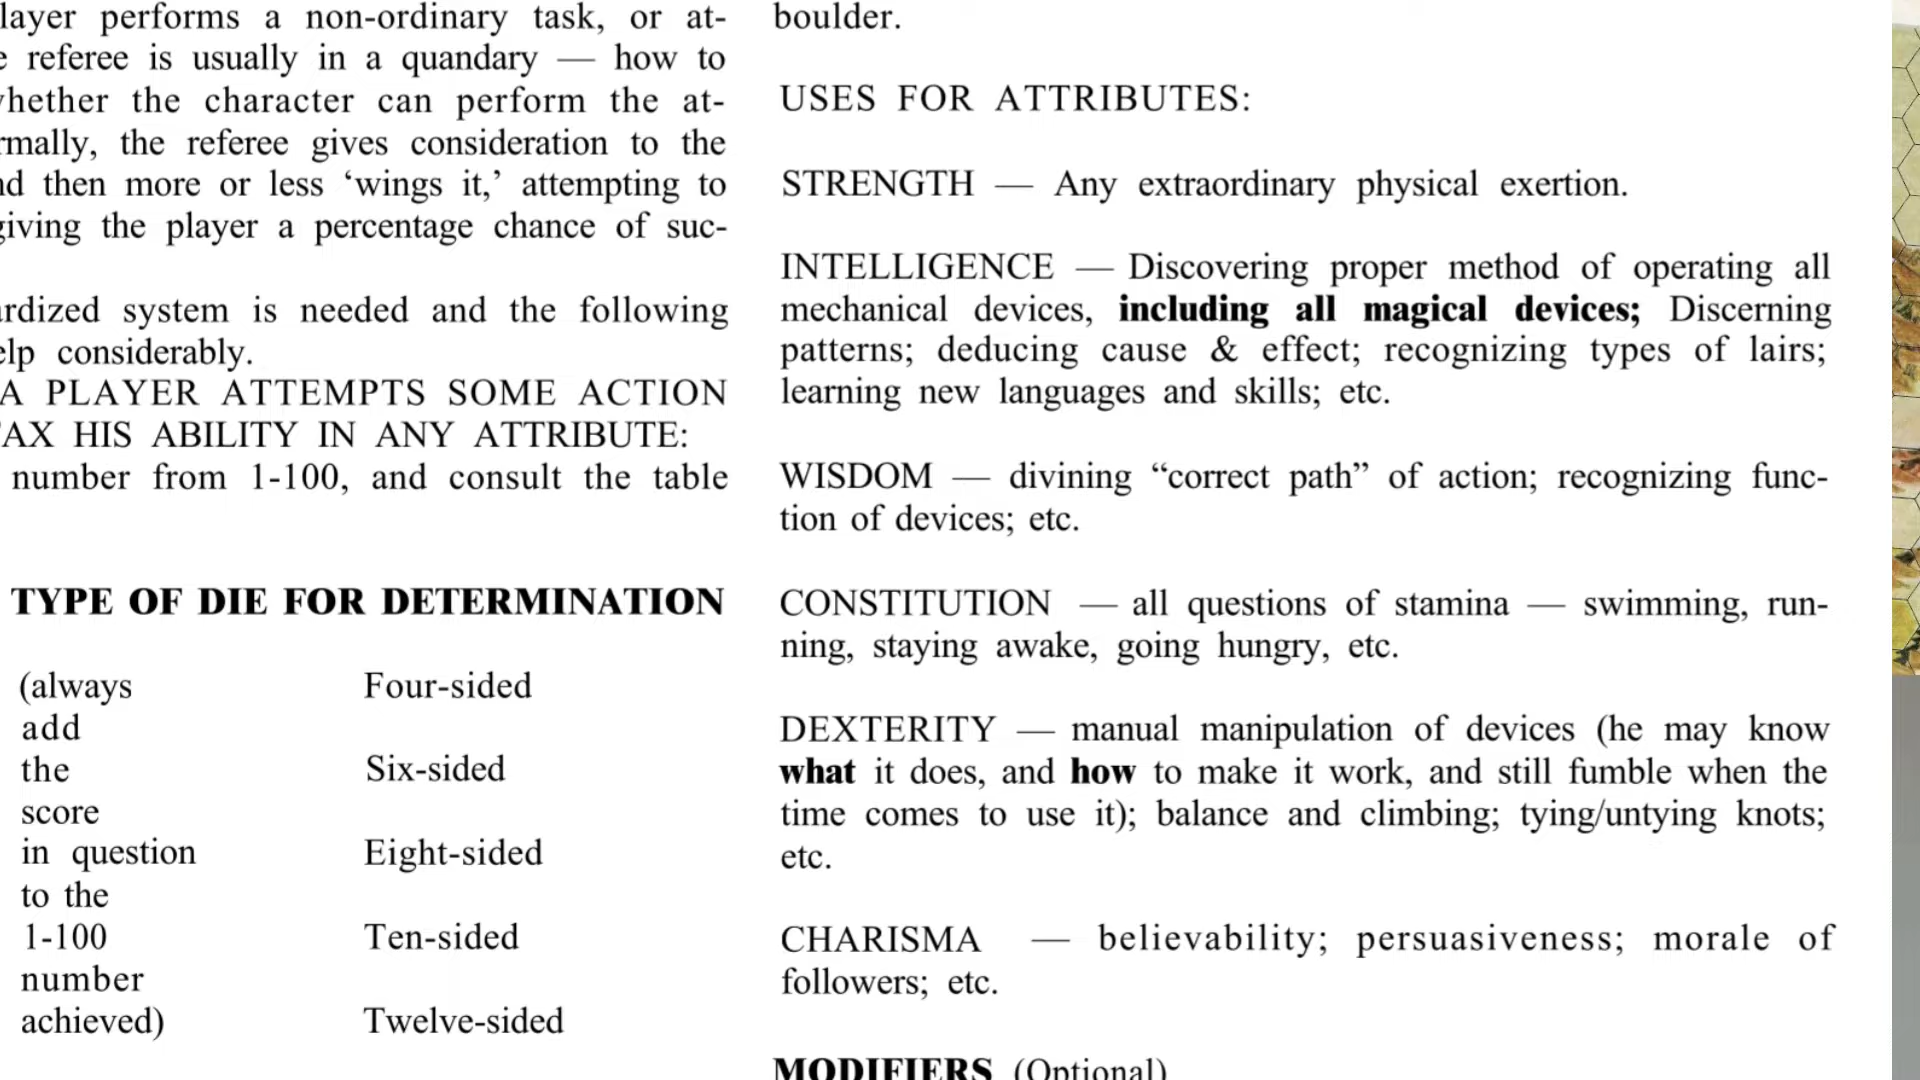 layer performs a non-ordinary task, or at-
referee is usually in a quandary — how to
whether the character can perform the at-
rmally, the referee gives consideration to the
nd then more or less ‘wings it,’ attempting to
giving the player a percentage chance of suc-
rdized system is needed and the following
elp considerably.
A PLAYER ATTEMPTS SOME ACTION
TAX HIS ABILITY IN ANY ATTRIBUTE:
number from 1-100, and consult the table
TYPE OF DIE FOR DETERMINATION
(always
add
the
score
in question
to the
1-100
number
achieved)
Four-sided
Six-sided
Eight-sided
Ten-sided
Twelve-sided
boulder.
USES FOR ATTRIBUTES:
STRENGTH — Any extraordinary physical exertion.
INTELLIGENCE — Discovering proper method of operating all
mechanical devices, including all magical devices; Discerning
patterns; deducing cause & effect; recognizing types of lairs;
learning new languages and skills; etc.
WISDOM — divining “correct path” of action; recognizing func-
tion of devices; etc.
CONSTITUTION — all questions of stamina — swimming, run-
ning, staying awake, going hungry, etc.
DEXTERITY — manual manipulation of devices (he may know
what it does, and how to make it work, and still fumble when the
time comes to use it); balance and climbing; tying/untying knots;
etc.
CHARISMA — believability; persuasiveness; morale of
followers; etc.
MODIFIERS (Optional)